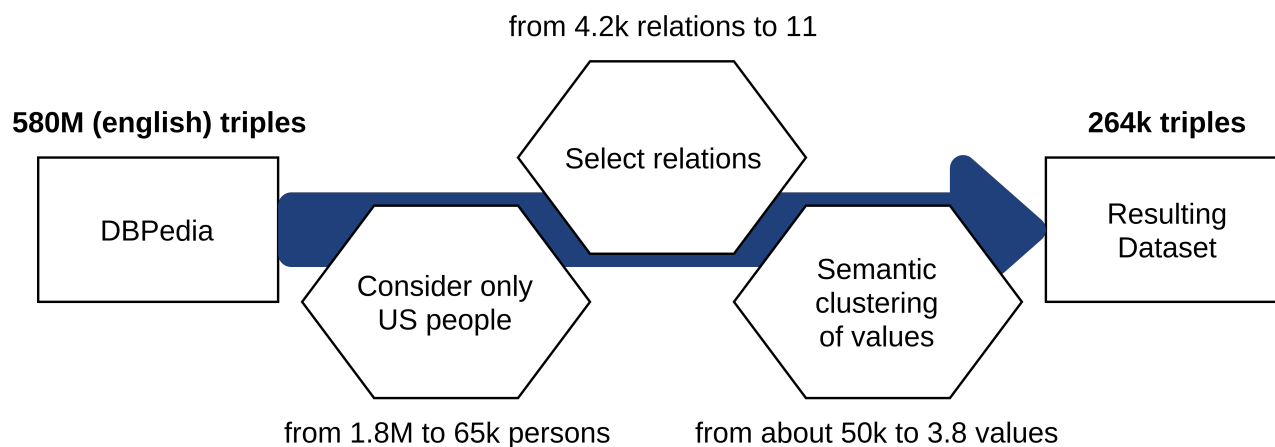 from 4.2k relations to 11
580M (english) triples
264k triples
Select relations
DBPedia
Resulting
Dataset
Consider only
US people
Semantic
clustering
of values
from 1.8M to 65k persons
from about 50k to 3.8 values